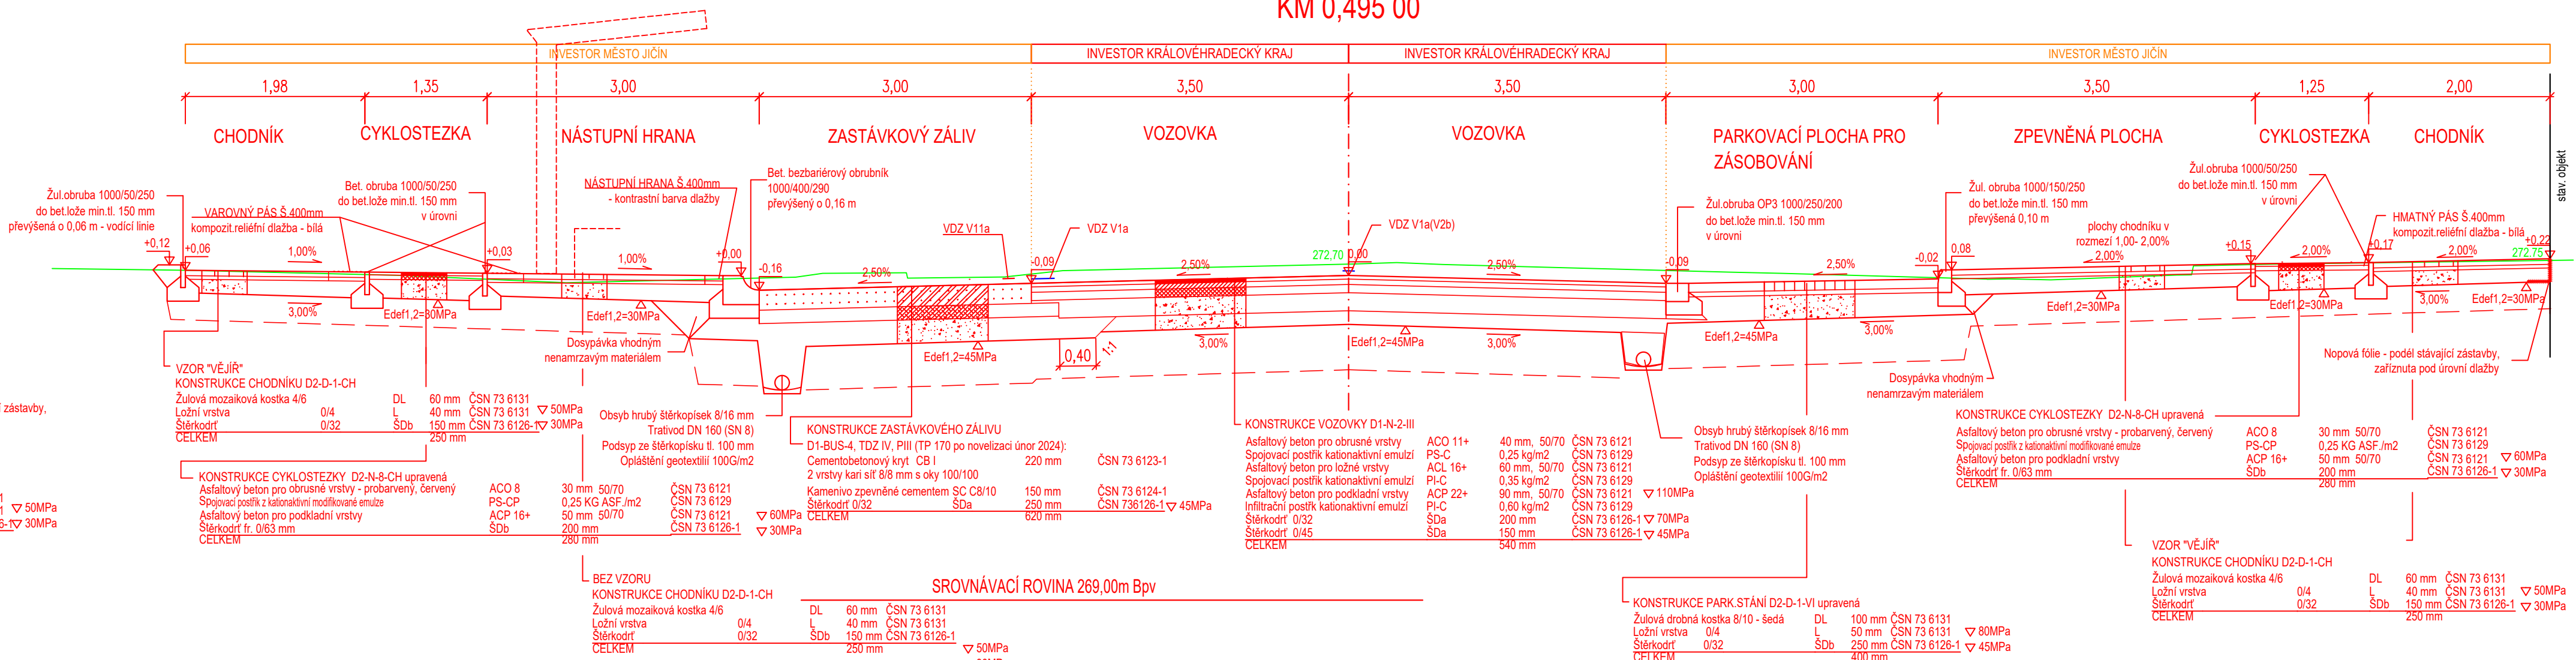 KM 0,495 00
INVESTOR MĚSTO JIČÍN
INVESTOR KRÁLOVÉHRADECKÝ KRAJ
INVESTOR KRÁLOVÉHRADECKÝ KRAJ
INVESTOR MĚSTO JIČÍN
1,98
1,35
3,00
3,00
3,50
3,50
3,00
3,50
1,25
2,00
CHODNÍK
CYKLOSTEZKA
NÁSTUPNÍ HRANA
ZASTÁVKOVÝ ZÁLIV
VOZOVKA
VOZOVKA
PARKOVACÍ PLOCHA PRO
ZÁSOBOVÁNÍ
ZPEVNĚNÁ PLOCHA
CYKLOSTEZKA
CHODNÍK
stav. objekt
Žul.obruba 1000/50/250
do bet.lože min.tl. 150 mm
převýšená o 0,06 m - vodící linie
VAROVNÝ PÁS Š.400mm
kompozit.reliéfní dlažba - bílá
Bet. obruba 1000/50/250
do bet.lože min.tl. 150 mm
v úrovni
NÁSTUPNÍ HRANA Š.400mm
- kontrastní barva dlažby
Bet. bezbariérový obrubník
1000/400/290
převýšený o 0,16 m
VDZ V11a
VDZ V1a
VDZ V1a(V2b)
Žul.obruba OP3 1000/250/200
do bet.lože min.tl. 150 mm
v úrovni
Žul. obruba 1000/150/250
do bet.lože min.tl. 150 mm
převýšená 0,10 m
plochy chodníku v
rozmezí 1,00- 2,00%
Žul.obruba 1000/50/250
do bet.lože min.tl. 150 mm
v úrovni
HMATNÝ PÁS Š.400mm
kompozit.reliéfní dlažba - bílá
+0,12
+0,06
1,00%
+0,03
1,00%
+0,00
-0,16
2,50%
-0,09
2,50%
272,70
0,00
2,50%
-0,09
2,50%
-0,02
0,08
2,00%
+0,15
2,00%
+0,17
2,00%
+0,22
272,75
3,00%
Edef1,2=30MPa
Edef1,2=30MPa
Edef1,2=45MPa
0,40
1:1
3,00%
Edef1,2=45MPa
3,00%
Edef1,2=45MPa
3,00%
Edef1,2=30MPa
Edef1,2=30MPa
3,00%
Edef1,2=30MPa
Dosypávka vhodným
nenamrzavým materiálem
Dosypávka vhodným
nenamrzavým materiálem
Nopová fólie - podél stávající zástavby,
zaříznuta pod úrovní dlažby
í zástavby,
50MPa
30MPa
VZOR "VĚJÍŘ"
KONSTRUKCE CHODNÍKU D2-D-1-CH
Žulová mozaiková kostka 4/6 DL 60 mm ČSN 73 6131
Ložní vrstva 0/4 L 40 mm ČSN 73 6131 50MPa
Štěrkodrť 0/32 ŠDb 150 mm ČSN 73 6126-1 30MPa
CELKEM 250 mm
KONSTRUKCE CYKLOSTEZKY D2-N-8-CH upravená
Asfaltový beton pro obrusné vrstvy - probarvený, červený ACO 8 30 mm 50/70 ČSN 73 6121
Spojovací postřik z kationaktivní modifikované emulze PS-CP 0,25 KG ASF./m2 ČSN 73 6129
Asfaltový beton pro podkladní vrstvy ACP 16+ 50 mm 50/70 ČSN 73 6121 60MPa
Štěrkodrť fr. 0/63 mm ŠDb 200 mm ČSN 73 6126-1 30MPa
CELKEM 280 mm
Obsyb hrubý štěrkopísek 8/16 mm
Trativod DN 160 (SN 8)
Podsyp ze štěrkopísku tl. 100 mm
Opláštění geotextilií 100G/m2
KONSTRUKCE ZASTÁVKOVÉHO ZÁLIVU
D1-BUS-4, TDZ IV, PIII (TP 170 po novelizaci únor 2024):
Cementobetonový kryt CB I 220 mm ČSN 73 6123-1
2 vrstvy kari síť 8/8 mm s oky 100/100
Kamenivo zpevněné cementem SC C8/10 150 mm ČSN 73 6124-1
Štěrkodrť 0/32 ŠDa 250 mm ČSN 736126-1 45MPa
CELKEM 620 mm
KONSTRUKCE VOZOVKY D1-N-2-III
Asfaltový beton pro obrusné vrstvy ACO 11+ 40 mm, 50/70 ČSN 73 6121
Spojovací postřik kationaktivní emulzí PS-C 0,25 kg/m2 ČSN 73 6129
Asfaltový beton pro ložné vrstvy ACL 16+ 60 mm, 50/70 ČSN 73 6121
Spojovací postřik kationaktivní emulzí PI-C 0,35 kg/m2 ČSN 73 6129
Asfaltový beton pro podkladní vrstvy ACP 22+ 90 mm, 50/70 ČSN 73 6121 110MPa
Infiltrační postřk kationaktivní emulzí PI-C 0,60 kg/m2 ČSN 73 6129
Štěrkodrť 0/32 ŠDa 200 mm ČSN 73 6126-1 70MPa
Štěrkodrť 0/45 ŠDa 150 mm ČSN 73 6126-1 45MPa
CELKEM 540 mm
Obsyb hrubý štěrkopísek 8/16 mm
Trativod DN 160 (SN 8)
Podsyp ze štěrkopísku tl. 100 mm
Opláštění geotextilií 100G/m2
KONSTRUKCE CYKLOSTEZKY D2-N-8-CH upravená
Asfaltový beton pro obrusné vrstvy - probarvený, červený ACO 8 30 mm 50/70 ČSN 73 6121
Spojovací postřik z kationaktivní modifikované emulze PS-CP 0,25 KG ASF./m2 ČSN 73 6129
Asfaltový beton pro podkladní vrstvy ACP 16+ 50 mm 50/70 ČSN 73 6121 60MPa
Štěrkodrť fr. 0/63 mm ŠDb 200 mm ČSN 73 6126-1 30MPa
CELKEM 280 mm
BEZ VZORU
KONSTRUKCE CHODNÍKU D2-D-1-CH
Žulová mozaiková kostka 4/6 DL 60 mm ČSN 73 6131
Ložní vrstva 0/4 L 40 mm ČSN 73 6131
Štěrkodrť 0/32 ŠDb 150 mm ČSN 73 6126-1
CELKEM 250 mm 50MPa
SROVNÁVACÍ ROVINA 269,00m Bpv
KONSTRUKCE PARK.STÁNÍ D2-D-1-VI upravená
Žulová drobná kostka 8/10 - šedá DL 100 mm ČSN 73 6131
Ložní vrstva 0/4 L 50 mm ČSN 73 6131 80MPa
Štěrkodrť 0/32 ŠDb 250 mm ČSN 73 6126-1 45MPa
CELKEM 400 mm
VZOR "VĚJÍŘ"
KONSTRUKCE CHODNÍKU D2-D-1-CH
Žulová mozaiková kostka 4/6 DL 60 mm ČSN 73 6131
Ložní vrstva 0/4 L 40 mm ČSN 73 6131 50MPa
Štěrkodrť 0/32 ŠDb 150 mm ČSN 73 6126-1 30MPa
CELKEM 250 mm